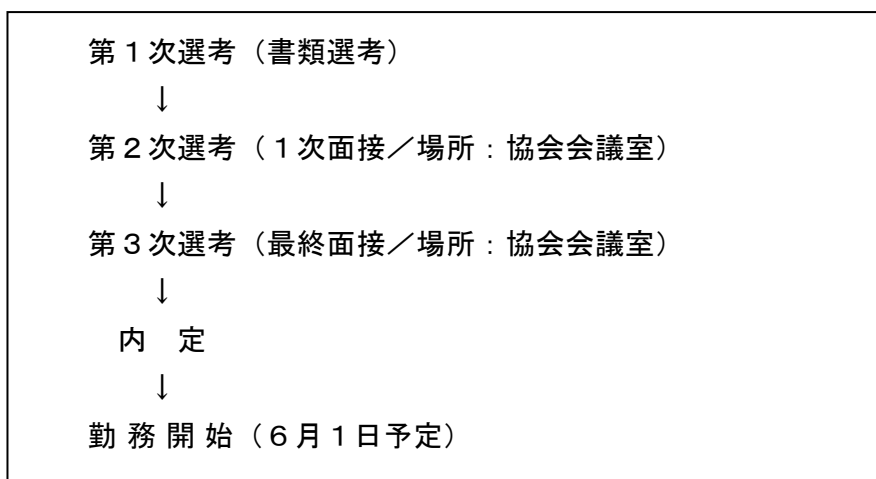 第１次選考（書類選考）
↓
第２次選考（１次面接／場所：協会会議室）
↓
第３次選考（最終面接／場所：協会会議室）
↓
内　定
↓
勤 務 開 始（６月１日予定）